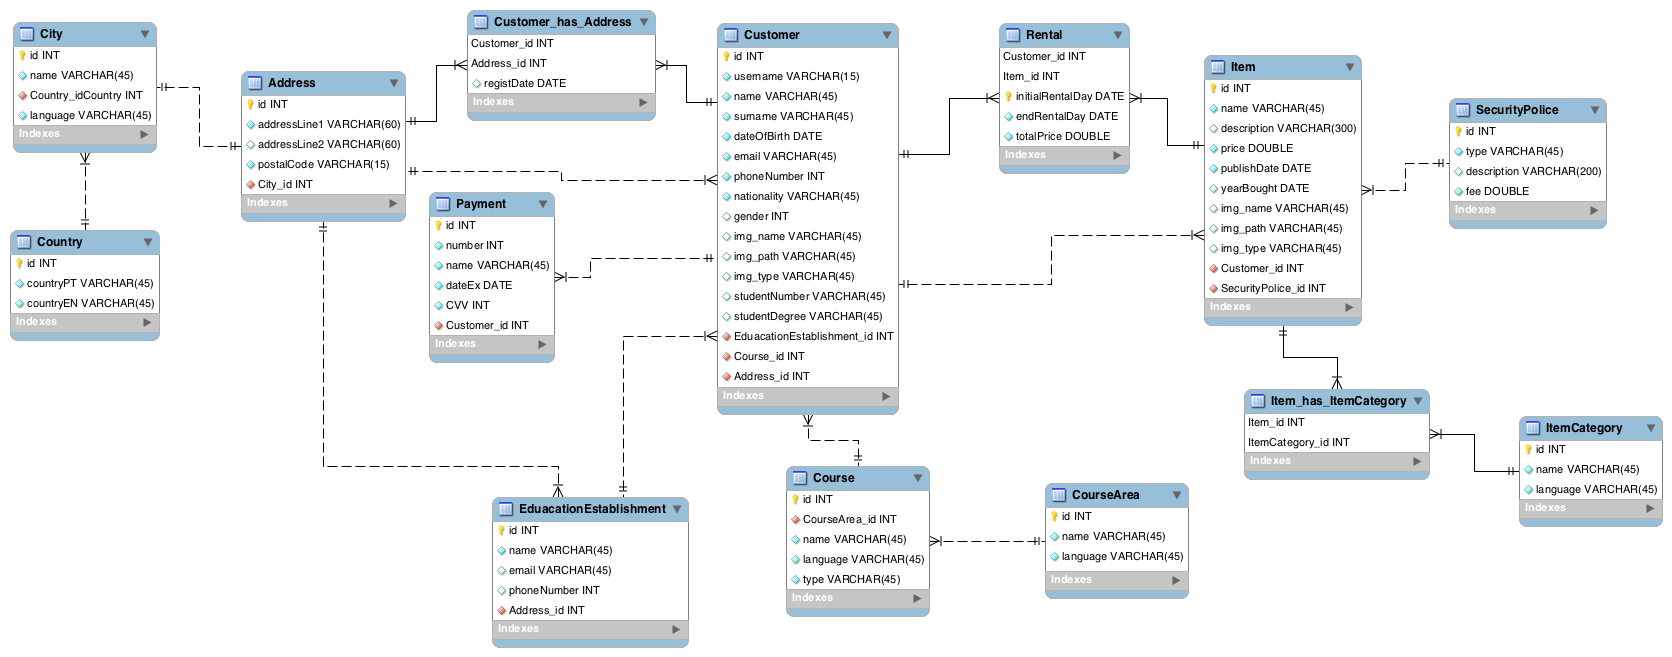 City
id INT
name VARCHAR(45)
Country_idCountry INT
language VARCHAR(45)
Indexes
Country
id INT
countryPT VARCHAR(45)
countryEN VARCHAR(45)
Indexes
Address
id INT
addressLine1 VARCHAR(60)
addressLine2 VARCHAR(60)
postalCode VARCHAR(15)
City_id INT
Indexes
Customer_has_Address
Customer_id INT
Address_id INT
registDate DATE
Indexes
Payment
id INT
number INT
name VARCHAR(45)
dateEx DATE
CVV INT
Customer_id INT
Indexes
EduacationEstablishment
id INT
name VARCHAR(45)
email VARCHAR(45)
phoneNumber INT
Address_id INT
Indexes
Customer
id INT
username VARCHAR(15)
name VARCHAR(45)
surname VARCHAR(45)
dateOfBirth DATE
email VARCHAR(45)
phoneNumber INT
nationality VARCHAR(45)
gender INT
img_name VARCHAR(45)
img_path VARCHAR(45)
img_type VARCHAR(45)
studentNumber VARCHAR(45)
studentDegree VARCHAR(45)
EduacationEstablishment_id INT
Course_id INT
Address_id INT
Indexes
Course
id INT
CourseArea_id INT
name VARCHAR(45)
language VARCHAR(45)
type VARCHAR(45)
Indexes
CourseArea
id INT
name VARCHAR(45)
language VARCHAR(45)
Indexes
Rental
Customer_id INT
Item_id INT
initialRentalDay DATE
endRentalDay DATE
totalPrice DOUBLE
Indexes
Item
id INT
name VARCHAR(45)
description VARCHAR(300)
price DOUBLE
publishDate DATE
yearBought DATE
img_name VARCHAR(45)
img_path VARCHAR(45)
img_type VARCHAR(45)
Customer_id INT
SecurityPolice_id INT
Indexes
SecurityPolice
id INT
type VARCHAR(45)
description VARCHAR(200)
fee DOUBLE
Indexes
Item_has_ItemCategory
Item_id INT
ItemCategory_id INT
Indexes
ItemCategory
id INT
name VARCHAR(45)
language VARCHAR(45)
Indexes